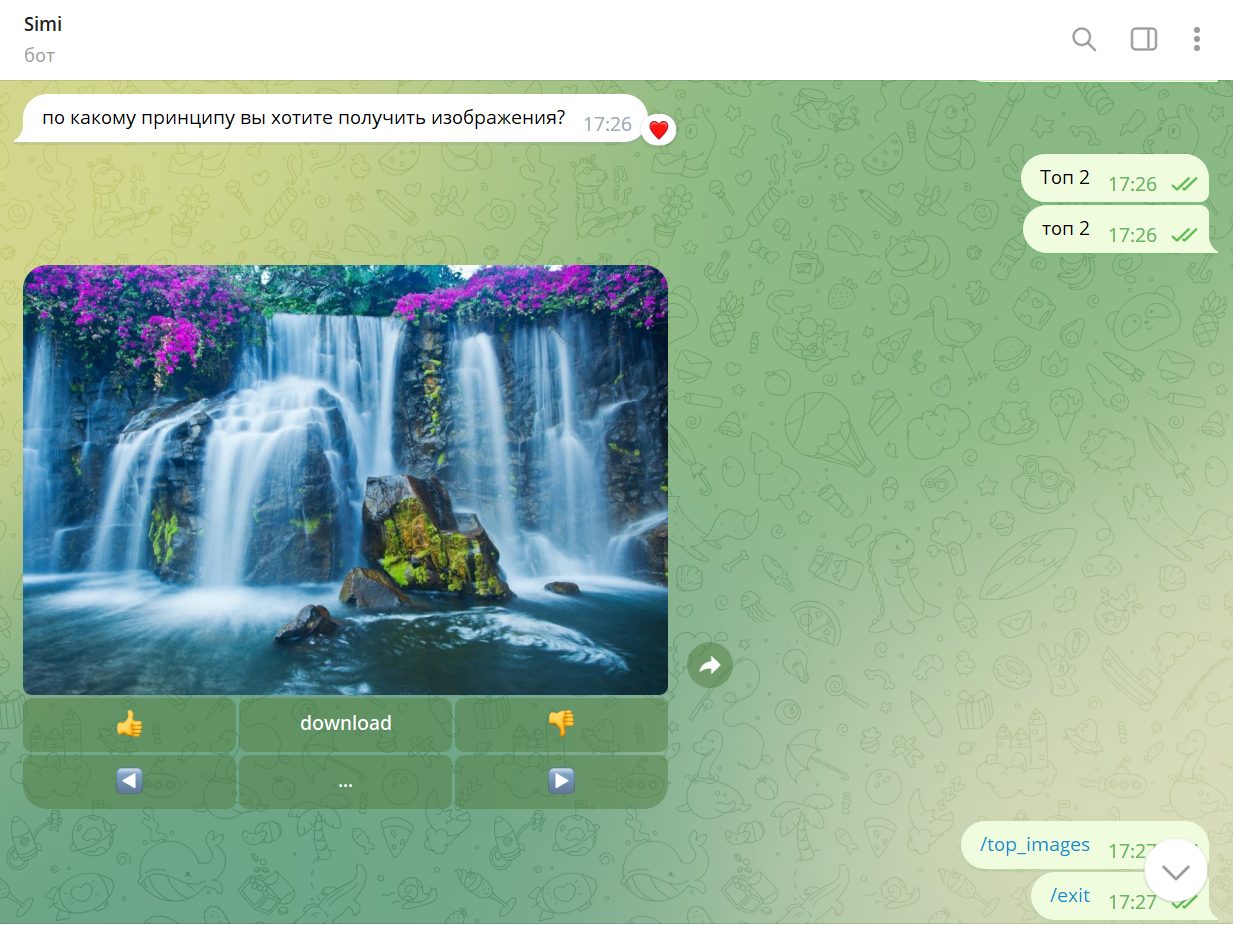 Simi
бот
по какому принципу вы хотите получить изображения? 17:26
Топ 2 17:26
топ 2 17:26
download
...
/top_images 17:27
/exit 17:27